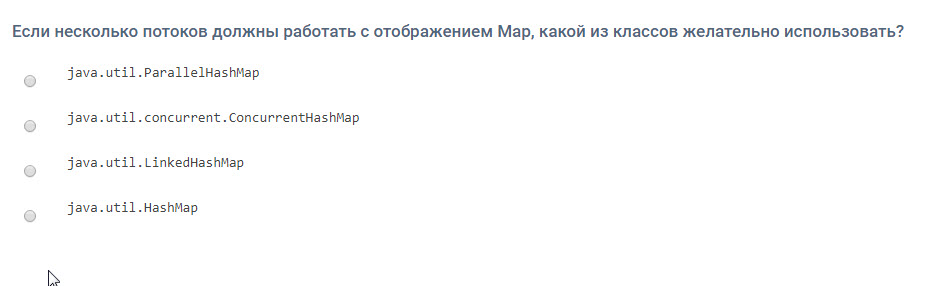 Если несколько потоков должны работать с отображением Map, какой из классов желательно использовать?
java.util.ParallelHashMap
java.util.concurrent.ConcurrentHashMap
java.util.LinkedHashMap
java.util.HashMap